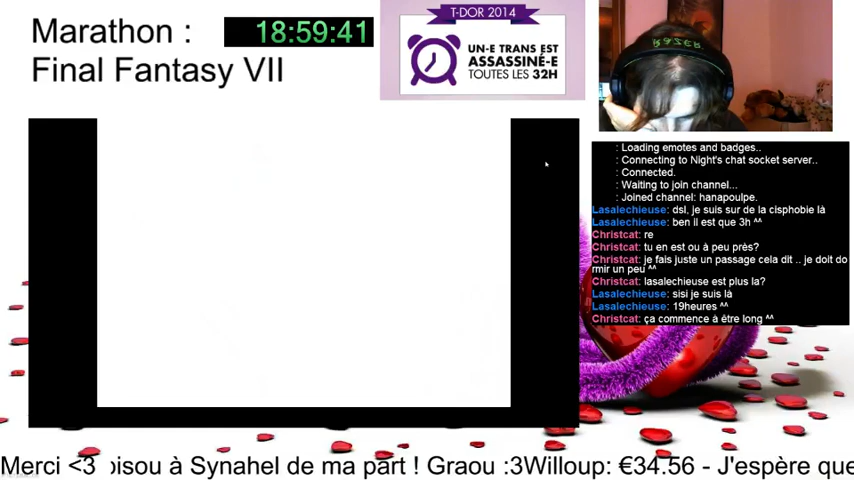 Marathon :
Final Fantasy VII
18:59:41
T-DOR 2014
UN·E TRANS EST
ASSASSINÉ·E
TOUTES LES 32H
RAZER
: Loading emotes and badges..
: Connecting to Night's chat socket server..
: Connected.
: Waiting to join channel...
: Joined channel: hanapoulpe.
Lasalechieuse: dsl, je suis sur de la cisphobie là
Lasalechieuse: ben il est que 3h ^^
Christcat: re
Christcat: tu en est ou à peu près?
Christcat: je fais juste un passage cela dit .. je doit do
rmir un peu ^^
Christcat: lasalechieuse est plus la?
Lasalechieuse: sisi je suis là
Lasalechieuse: 19heures ^^
Christcat: ça commence à être long ^^
Merci <3 bisou à Synahel de ma part ! Graou :3Willoup: €34.56 - J'espère que